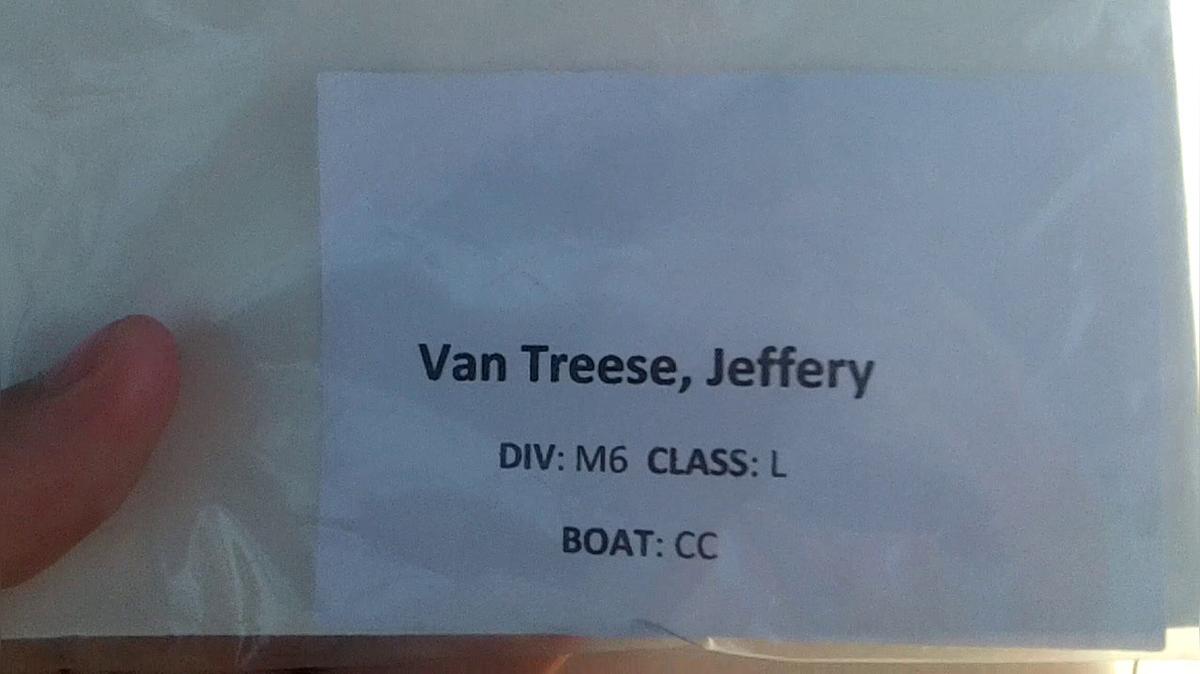 Van Treese, Jeffery
DIV: M6 CLASS: L
BOAT: CC